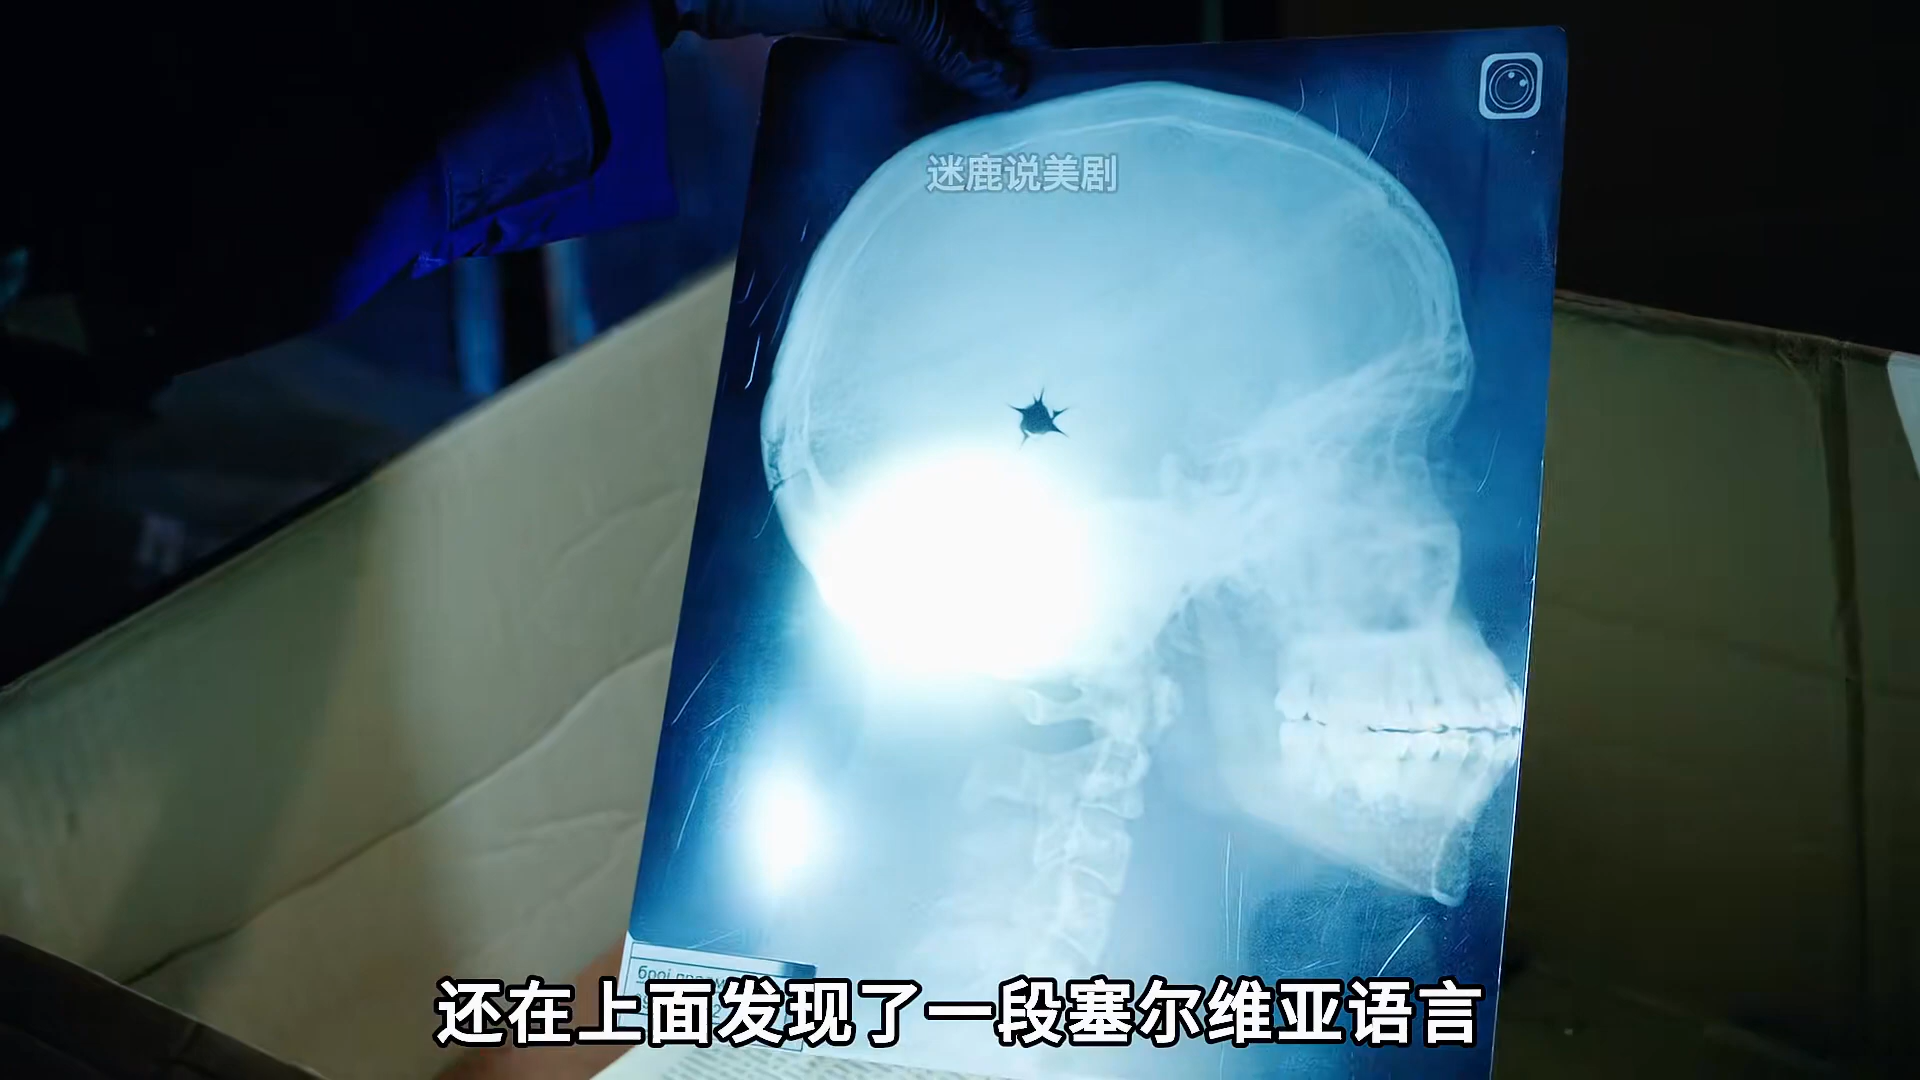 迷鹿说美剧
број
还在上面发现了一段塞尔维亚语言